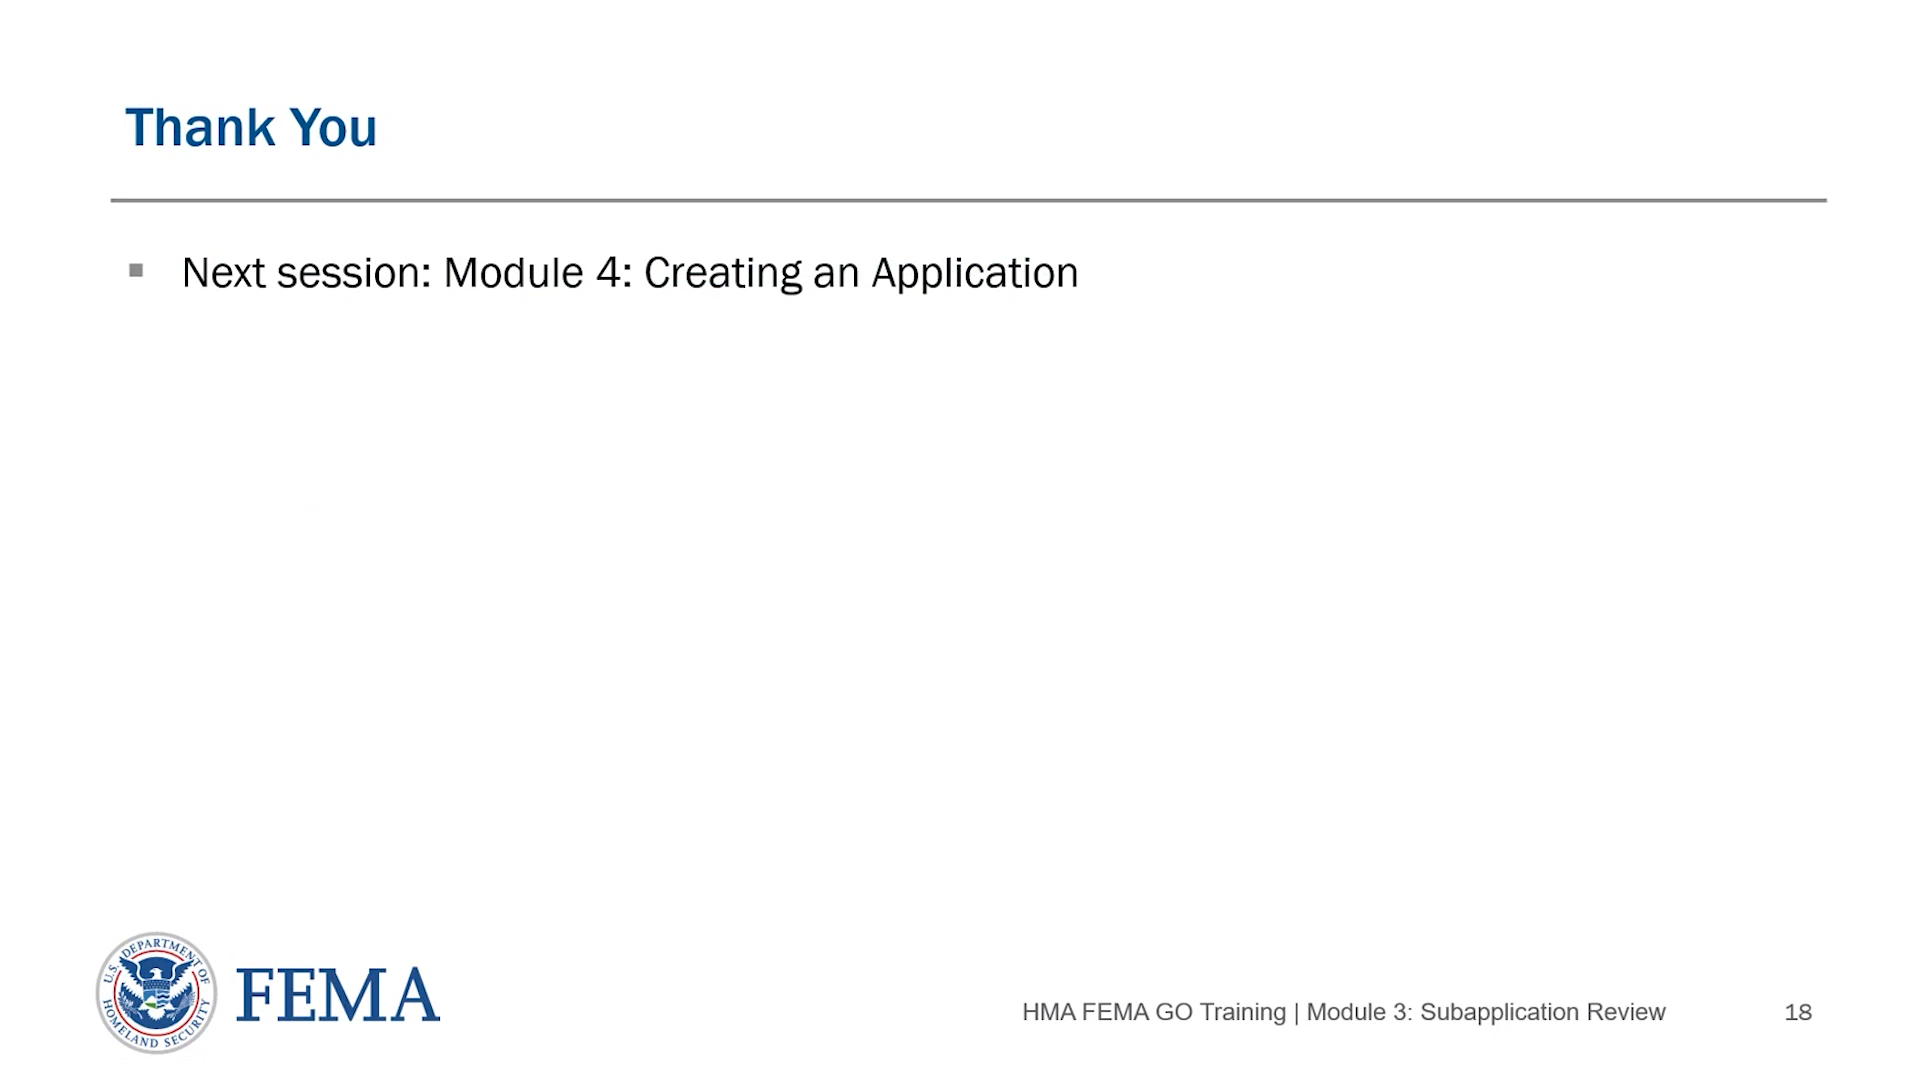 Thank You
Next session: Module 4: Creating an Application
U.S. DEPARTMENT OF
HOMELAND SECURITY
FEMA
HMA FEMA GO Training | Module 3: Subapplication Review
18